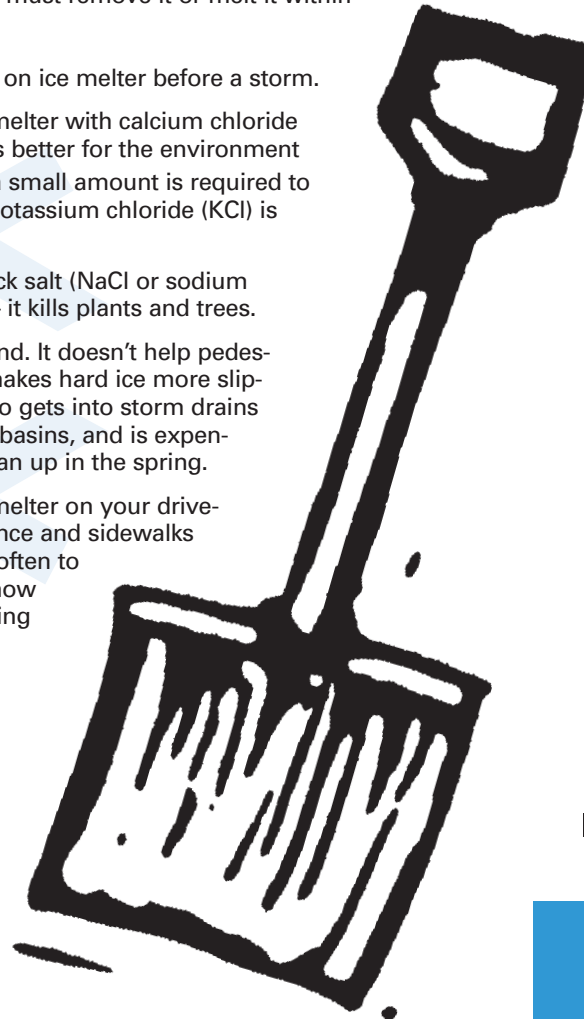 must remove it or melt it within
on ice melter before a storm.
melter with calcium chloride
s better for the environment
small amount is required to
otassium chloride (KCl) is
ck salt (NaCl or sodium
it kills plants and trees.
nd. It doesn’t help pedes-
makes hard ice more slip-
o gets into storm drains
basins, and is expen-
an up in the spring.
melter on your drive-
nce and sidewalks
often to
now
ing